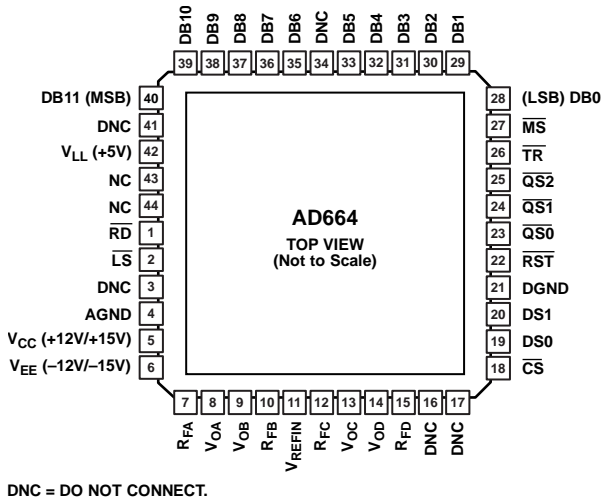 DB10 DB9 DB8 DB7 DB6 DNC DB5 DB4 DB3 DB2 DB1
39 38 37 36 35 34 33 32 31 30 29
DB11 (MSB) 40
DNC 41
VLL (+5V) 42
NC 43
NC 44
RD 1
LS 2
DNC 3
AGND 4
VCC (+12V/+15V) 5
VEE (–12V/–15V) 6
AD664
TOP VIEW
(Not to Scale)
28 (LSB) DB0
27 MS
26 TR
25 QS2
24 QS1
23 QS0
22 RST
21 DGND
20 DS1
19 DS0
18 CS
7 8 9 10 11 12 13 14 15 16 17
RFA VOA VOB RFB VREFIN RFC VOC VOD RFD DNC DNC
DNC = DO NOT CONNECT.